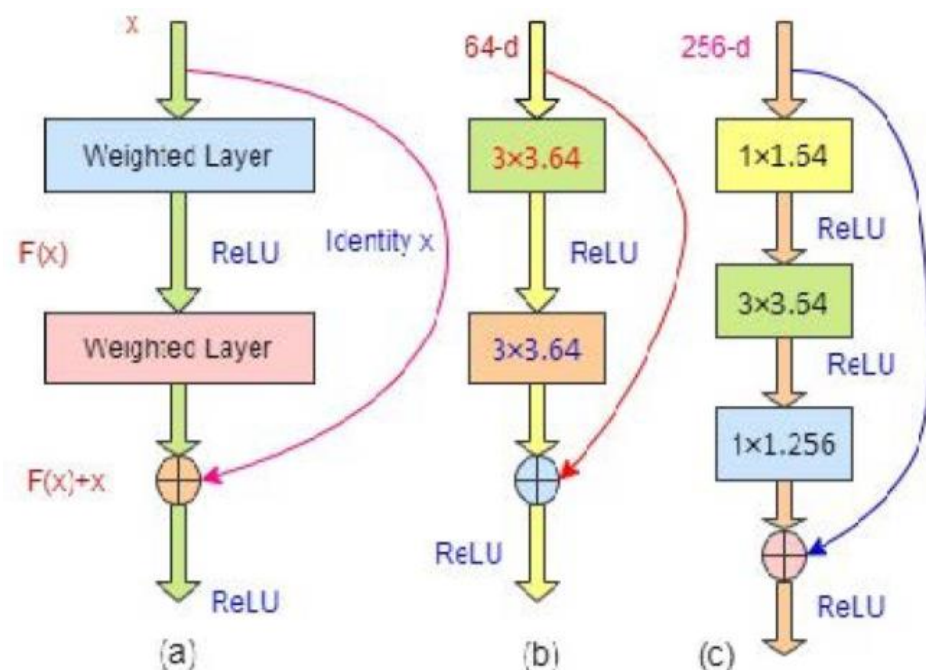 x
Weighted Layer
F(x)
ReLU
Identity x
Weighted Layer
F(x)+x
ReLU
(a)
64-d
3×3.64
ReLU
3×3.64
ReLU
(b)
256-d
1×1.64
ReLU
3×3.64
ReLU
1×1.256
ReLU
(c)